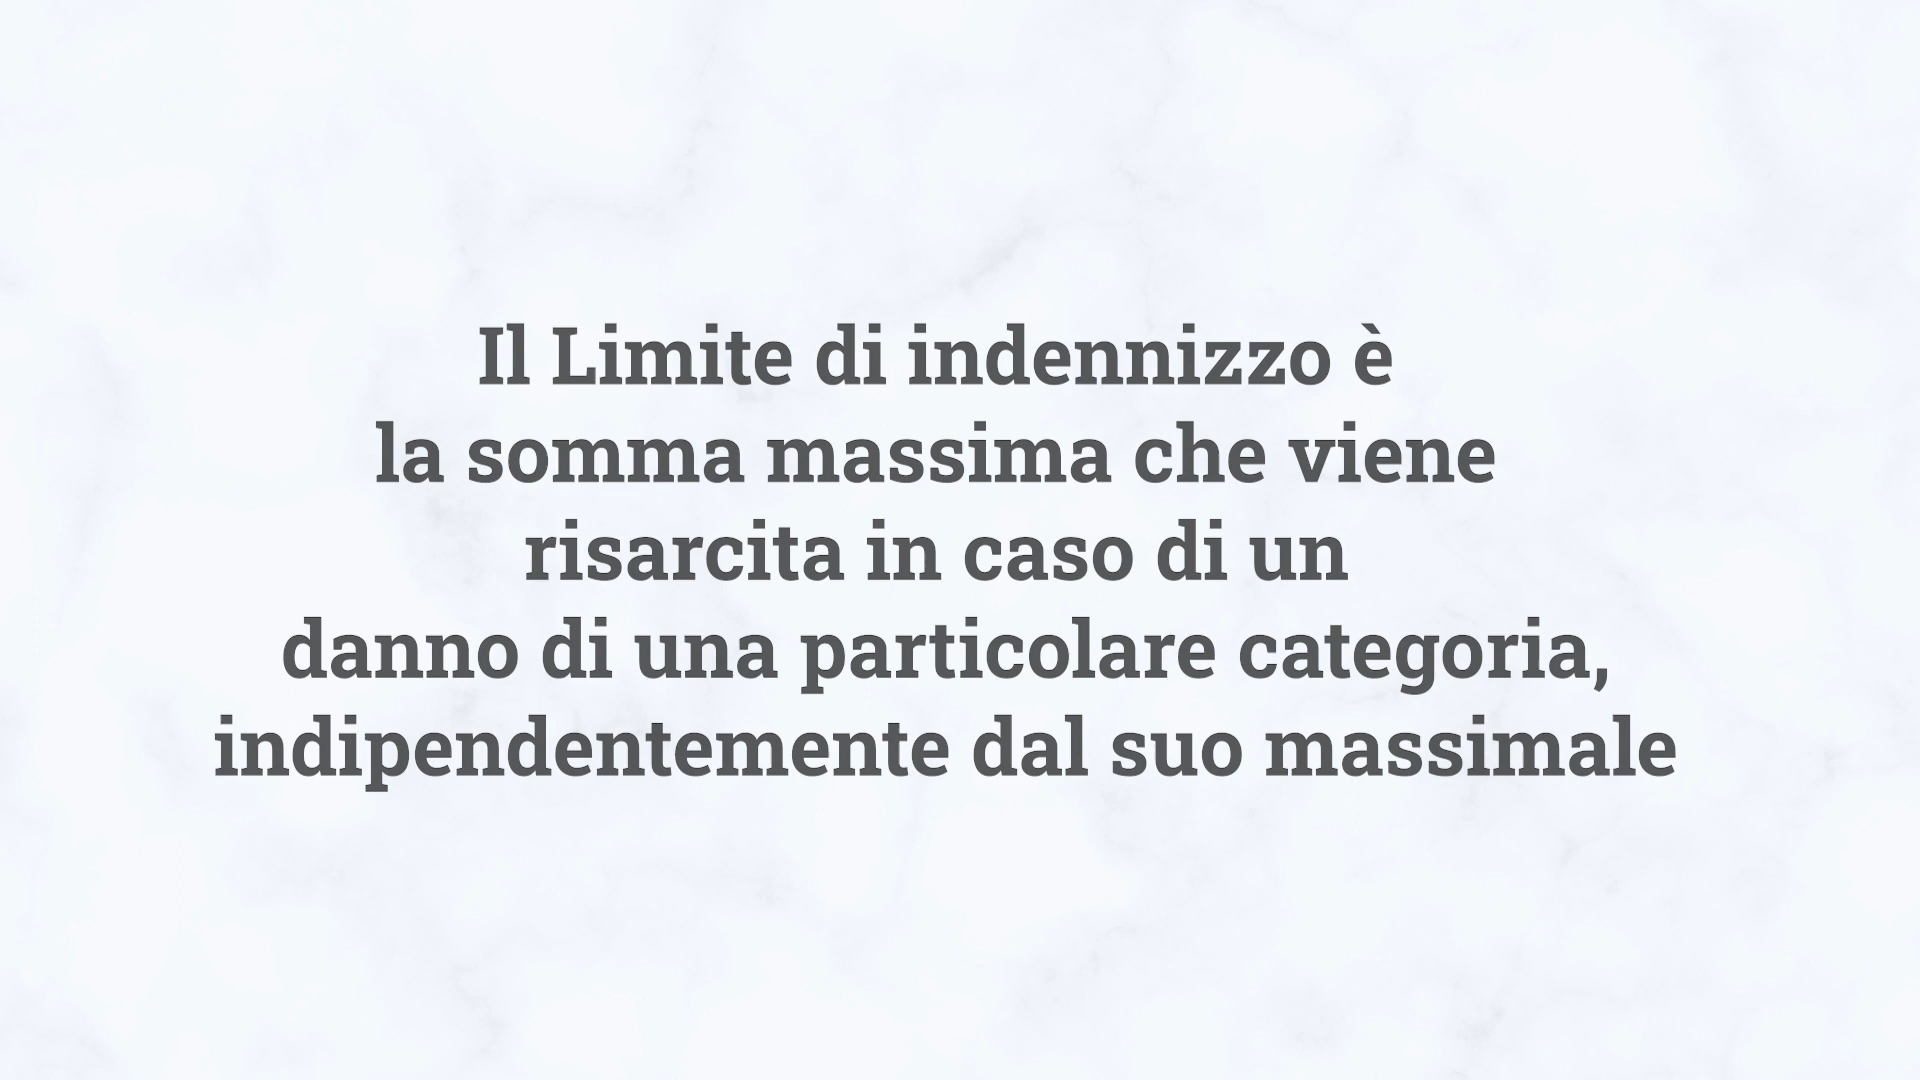 Il Limite di indennizzo è
la somma massima che viene
risarcita in caso di un
danno di una particolare categoria,
indipendentemente dal suo massimale